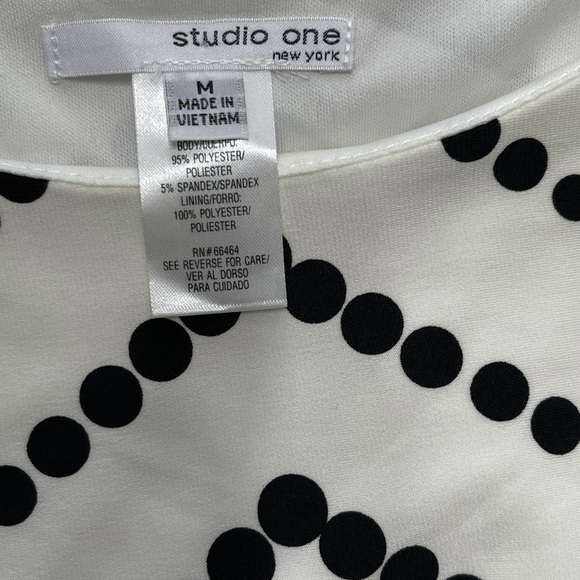 studio one
new york
M
MADE IN
VIETNAM
BODY/CUERPO:
95% POLYESTER/
POLIESTER
5% SPANDEX/SPANDEX
LINING/FORRO:
100% POLYESTER/
POLIESTER
RN#66464
SEE REVERSE FOR CARE/
VER AL DORSO
PARA CUIDADO